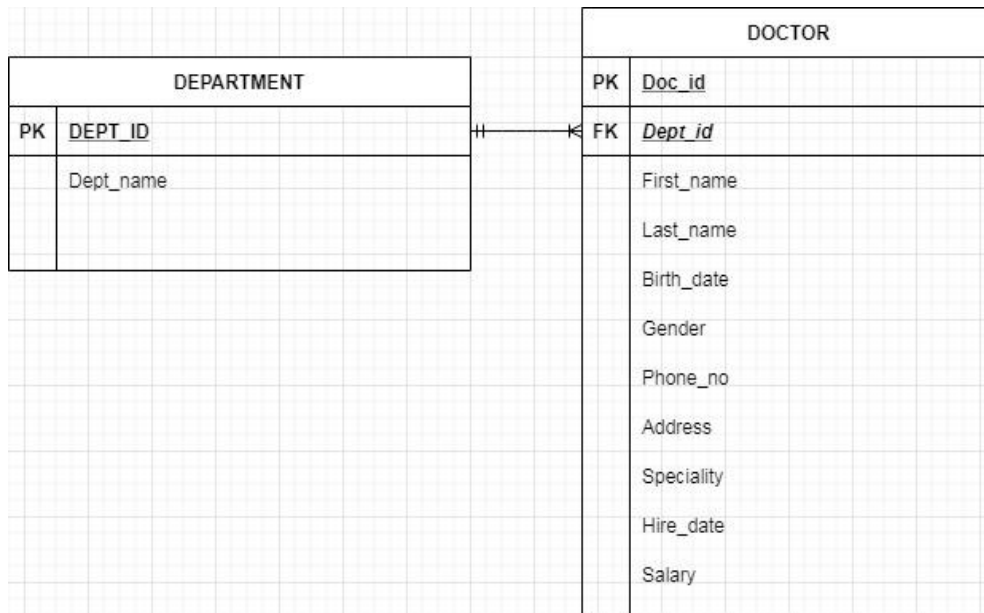 DEPARTMENT
PK DEPT_ID
Dept_name
DOCTOR
PK Doc_id
FK Dept_id
First_name
Last_name
Birth_date
Gender
Phone_no
Address
Speciality
Hire_date
Salary